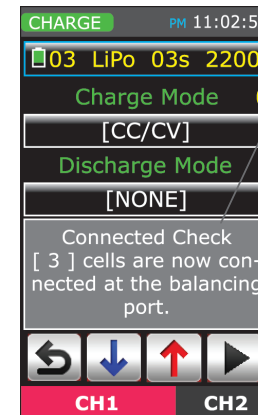 CHARGE PM 11:02:5
03 LiPo 03s 2200
Charge Mode
[CC/CV]
Discharge Mode
[NONE]
Connected Check
[ 3 ] cells are now con-
nected at the balancing
port.
CH1 CH2